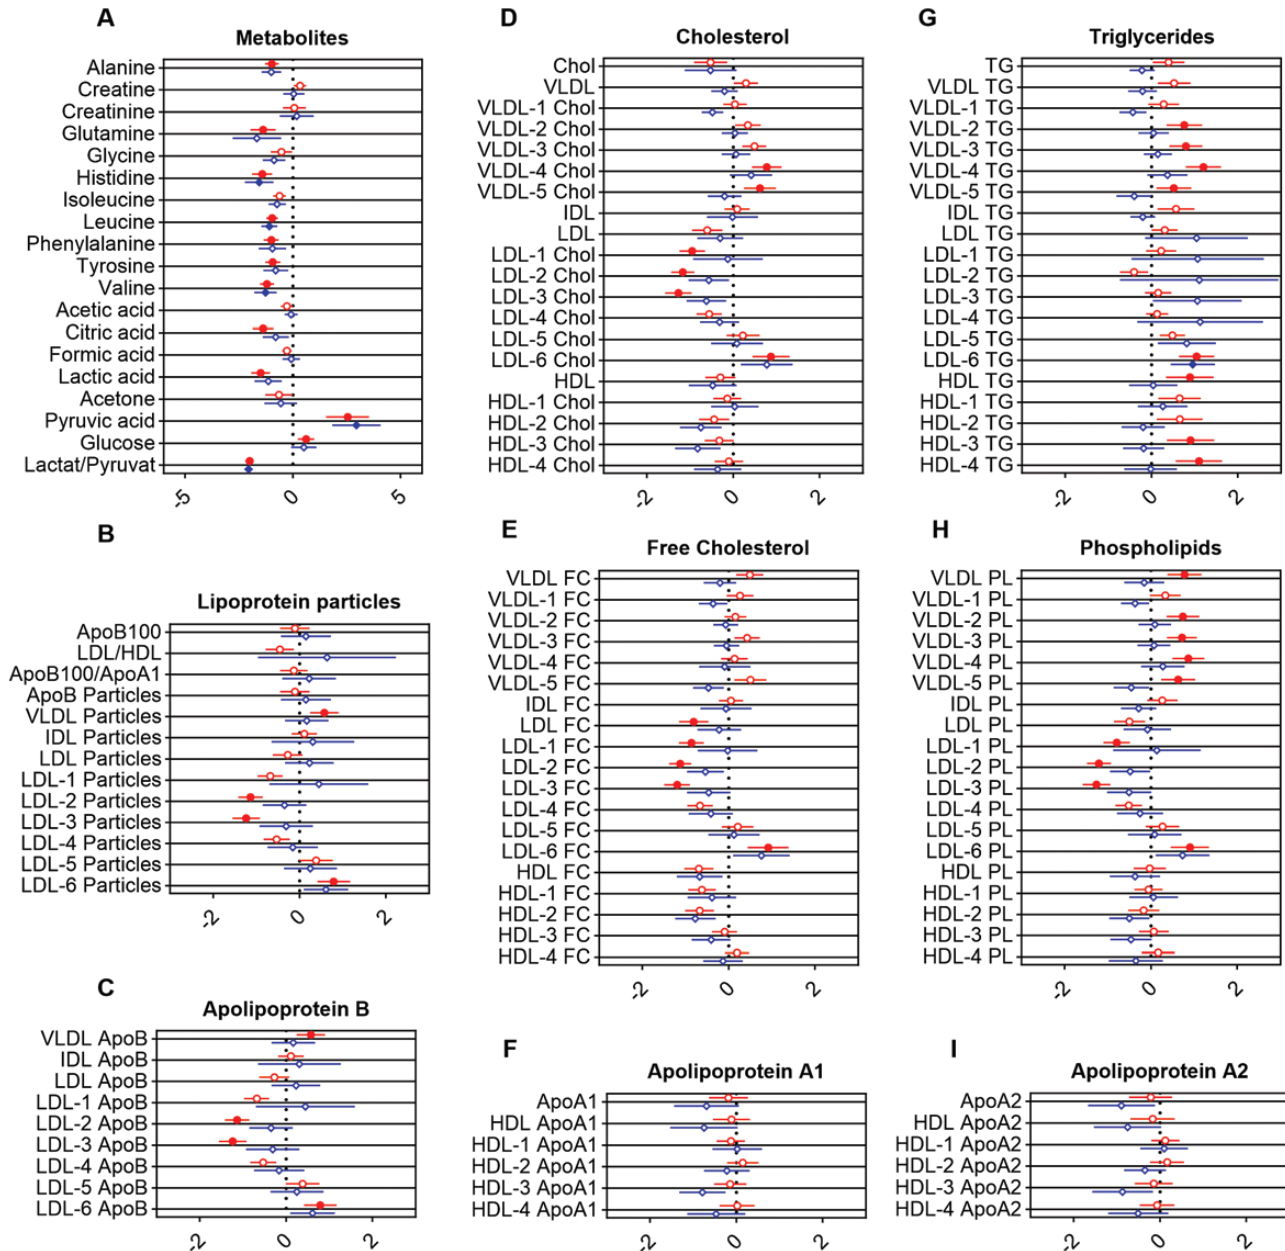 A
Metabolites
Alanine
Creatine
Creatinine
Glutamine
Glycine
Histidine
Isoleucine
Leucine
Phenylalanine
Tyrosine
Valine
Acetic acid
Citric acid
Formic acid
Lactic acid
Acetone
Pyruvic acid
Glucose
Lactat/Pyruvat
-5 0 5
B
Lipoprotein particles
ApoB100
LDL/HDL
ApoB100/ApoA1
ApoB Particles
VLDL Particles
IDL Particles
LDL Particles
LDL-1 Particles
LDL-2 Particles
LDL-3 Particles
LDL-4 Particles
LDL-5 Particles
LDL-6 Particles
-2 0 2
C
Apolipoprotein B
VLDL ApoB
IDL ApoB
LDL ApoB
LDL-1 ApoB
LDL-2 ApoB
LDL-3 ApoB
LDL-4 ApoB
LDL-5 ApoB
LDL-6 ApoB
-2 0 2
D
Cholesterol
Chol
VLDL
VLDL-1 Chol
VLDL-2 Chol
VLDL-3 Chol
VLDL-4 Chol
VLDL-5 Chol
IDL
LDL
LDL-1 Chol
LDL-2 Chol
LDL-3 Chol
LDL-4 Chol
LDL-5 Chol
LDL-6 Chol
HDL
HDL-1 Chol
HDL-2 Chol
HDL-3 Chol
HDL-4 Chol
-2 0 2
E
Free Cholesterol
VLDL FC
VLDL-1 FC
VLDL-2 FC
VLDL-3 FC
VLDL-4 FC
VLDL-5 FC
IDL FC
LDL FC
LDL-1 FC
LDL-2 FC
LDL-3 FC
LDL-4 FC
LDL-5 FC
LDL-6 FC
HDL FC
HDL-1 FC
HDL-2 FC
HDL-3 FC
HDL-4 FC
-2 0 2
F
Apolipoprotein A1
ApoA1
HDL ApoA1
HDL-1 ApoA1
HDL-2 ApoA1
HDL-3 ApoA1
HDL-4 ApoA1
-2 0 2
G
Triglycerides
TG
VLDL TG
VLDL-1 TG
VLDL-2 TG
VLDL-3 TG
VLDL-4 TG
VLDL-5 TG
IDL TG
LDL TG
LDL-1 TG
LDL-2 TG
LDL-3 TG
LDL-4 TG
LDL-5 TG
LDL-6 TG
HDL TG
HDL-1 TG
HDL-2 TG
HDL-3 TG
HDL-4 TG
-2 0 2
H
Phospholipids
VLDL PL
VLDL-1 PL
VLDL-2 PL
VLDL-3 PL
VLDL-4 PL
VLDL-5 PL
IDL PL
LDL PL
LDL-1 PL
LDL-2 PL
LDL-3 PL
LDL-4 PL
LDL-5 PL
LDL-6 PL
HDL PL
HDL-1 PL
HDL-2 PL
HDL-3 PL
HDL-4 PL
-2 0 2
I
Apolipoprotein A2
ApoA2
HDL ApoA2
HDL-1 ApoA2
HDL-2 ApoA2
HDL-3 ApoA2
HDL-4 ApoA2
-2 0 2